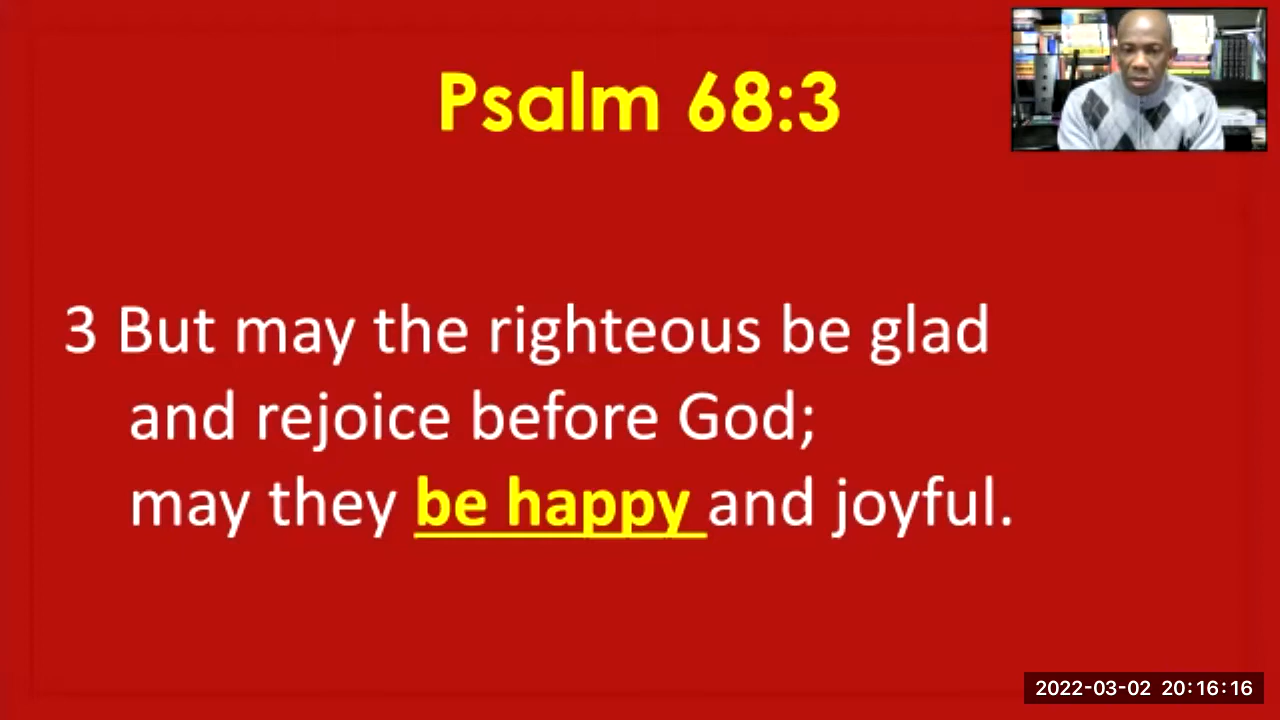 Psalm 68:3
3 But may the righteous be glad
and rejoice before God;
may they be happy and joyful.
2022-03-02 20:16:16